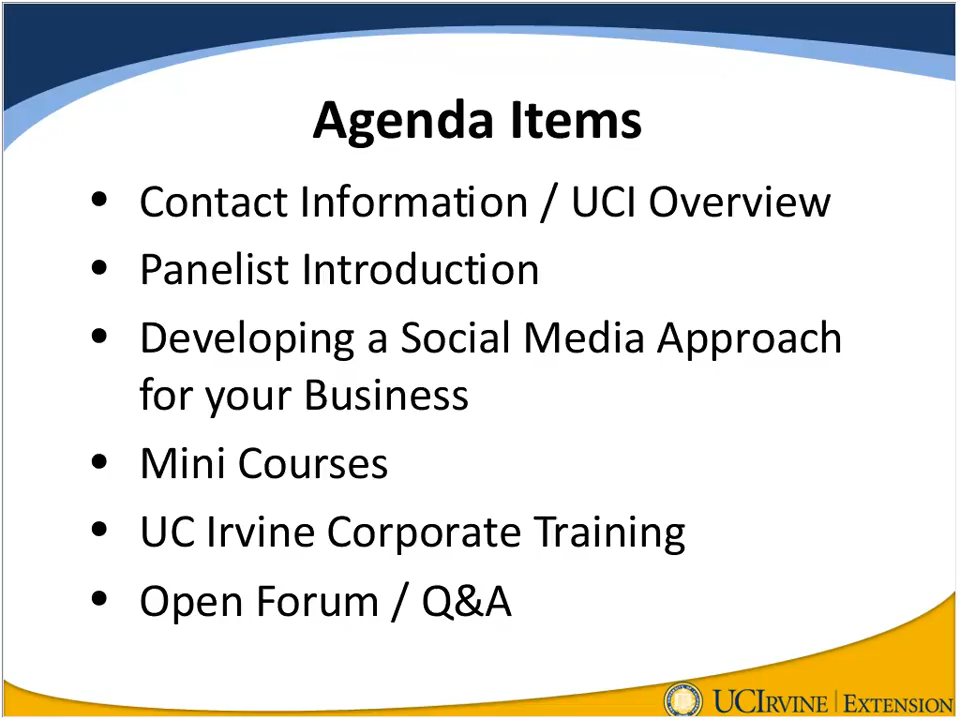 Agenda Items
• Contact Information / UCI Overview
• Panelist Introduction
• Developing a Social Media Approach
for your Business
• Mini Courses
• UC Irvine Corporate Training
• Open Forum / Q&A
UCIRVINE | EXTENSION